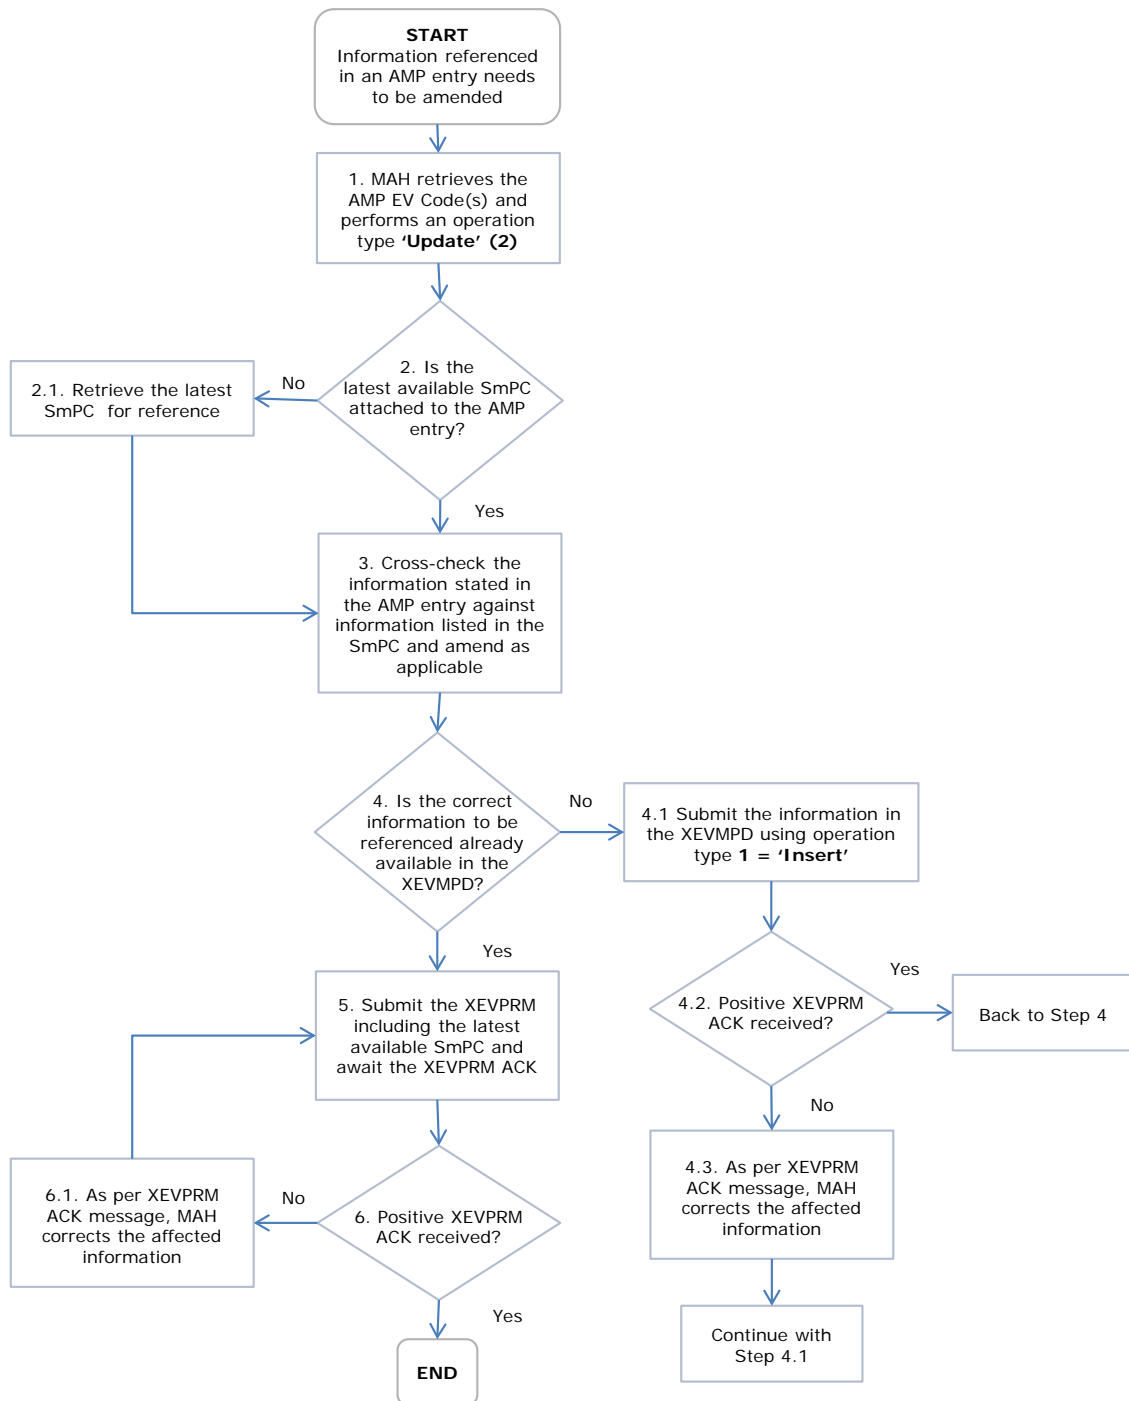 START
Information referenced
in an AMP entry needs
to be amended
1. MAH retrieves the
AMP EV Code(s) and
performs an operation
type ‘Update’ (2)
2. Is the
latest available SmPC
attached to the AMP
entry?
No
2.1. Retrieve the latest
SmPC for reference
Yes
3. Cross-check the
information stated in
the AMP entry against
information listed in the
SmPC and amend as
applicable
4. Is the correct
information to be
referenced already
available in the
XEVMPD?
No
4.1 Submit the information in
the XEVMPD using operation
type 1 = ‘Insert’
Yes
4.2. Positive XEVPRM
ACK received?
Yes
Back to Step 4
No
4.3. As per XEVPRM
ACK message, MAH
corrects the affected
information
Continue with
Step 4.1
5. Submit the XEVPRM
including the latest
available SmPC and
await the XEVPRM ACK
6. Positive XEVPRM
ACK received?
No
6.1. As per XEVPRM
ACK message, MAH
corrects the affected
information
Yes
END